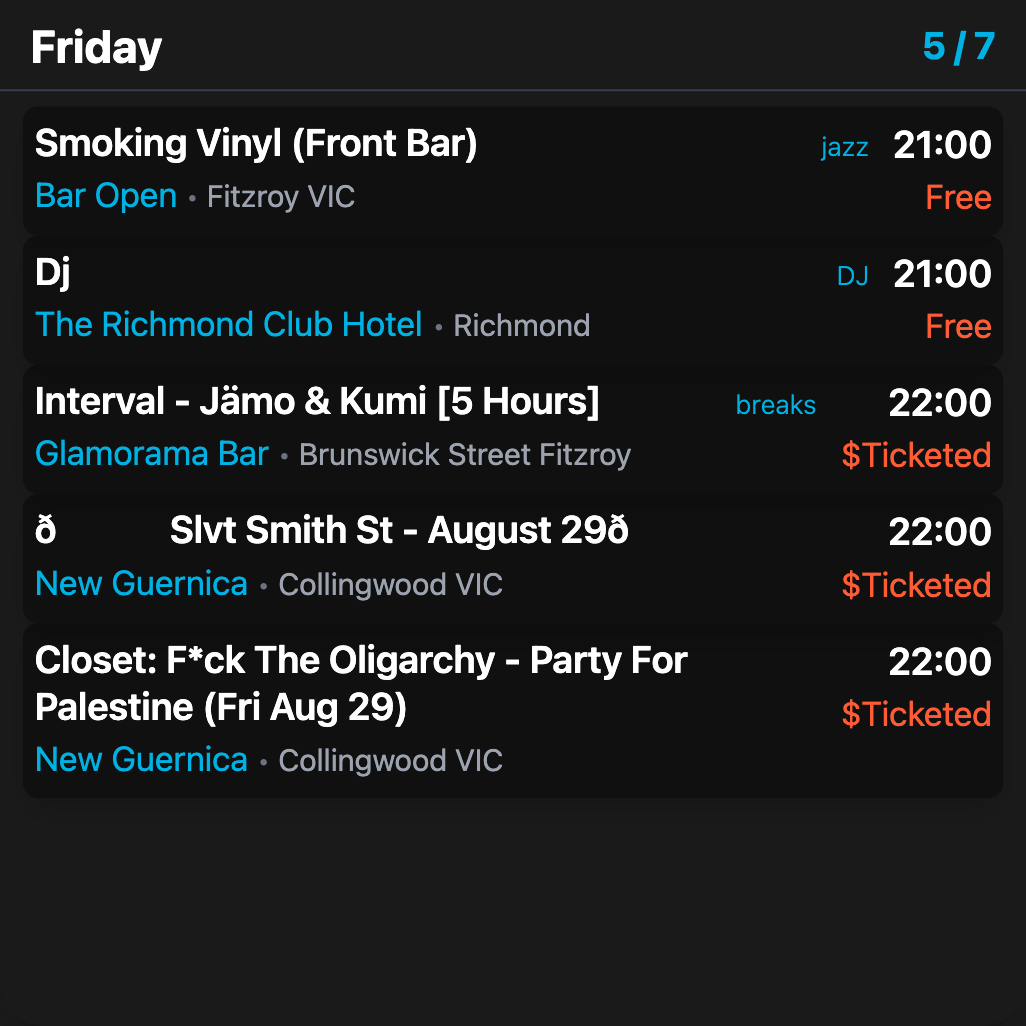 Friday 5 / 7
Smoking Vinyl (Front Bar) jazz 21:00
Bar Open • Fitzroy VIC Free
Dj DJ 21:00
The Richmond Club Hotel • Richmond Free
Interval - Jämo & Kumi [5 Hours] breaks 22:00
Glamorama Bar • Brunswick Street Fitzroy $Ticketed
ð Slvt Smith St - August 29ð 22:00
New Guernica • Collingwood VIC $Ticketed
Closet: F*ck The Oligarchy - Party For 22:00
Palestine (Fri Aug 29) $Ticketed
New Guernica • Collingwood VIC